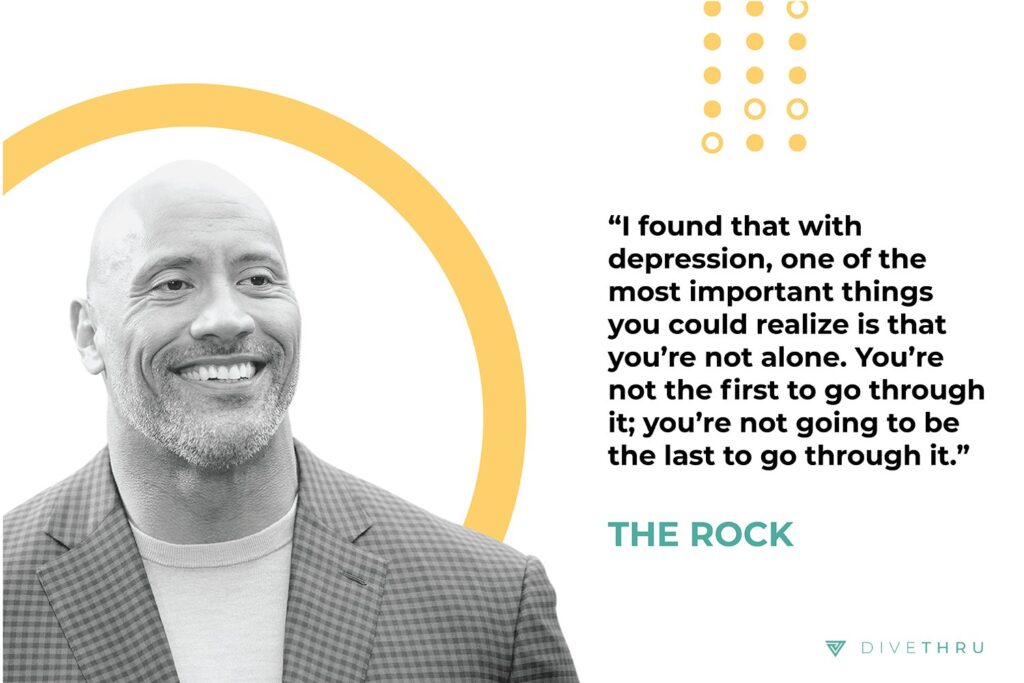 “I found that with
depression, one of the
most important things
you could realize is that
you’re not alone. You’re
not the first to go through
it; you’re not going to be
the last to go through it.”
THE ROCK
DIVETHRU